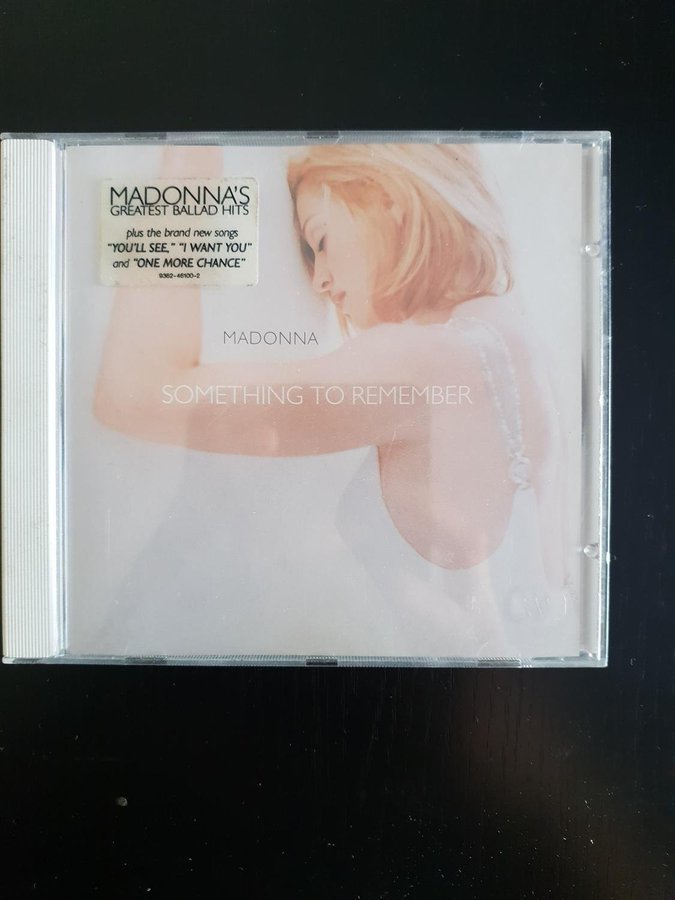 MADONNA'S
GREATEST BALLAD HITS
plus the brand new songs
"YOU'LL SEE," "I WANT YOU"
and "ONE MORE CHANCE"
9362-46100-2
MADONNA
SOMETHING TO REMEMBER